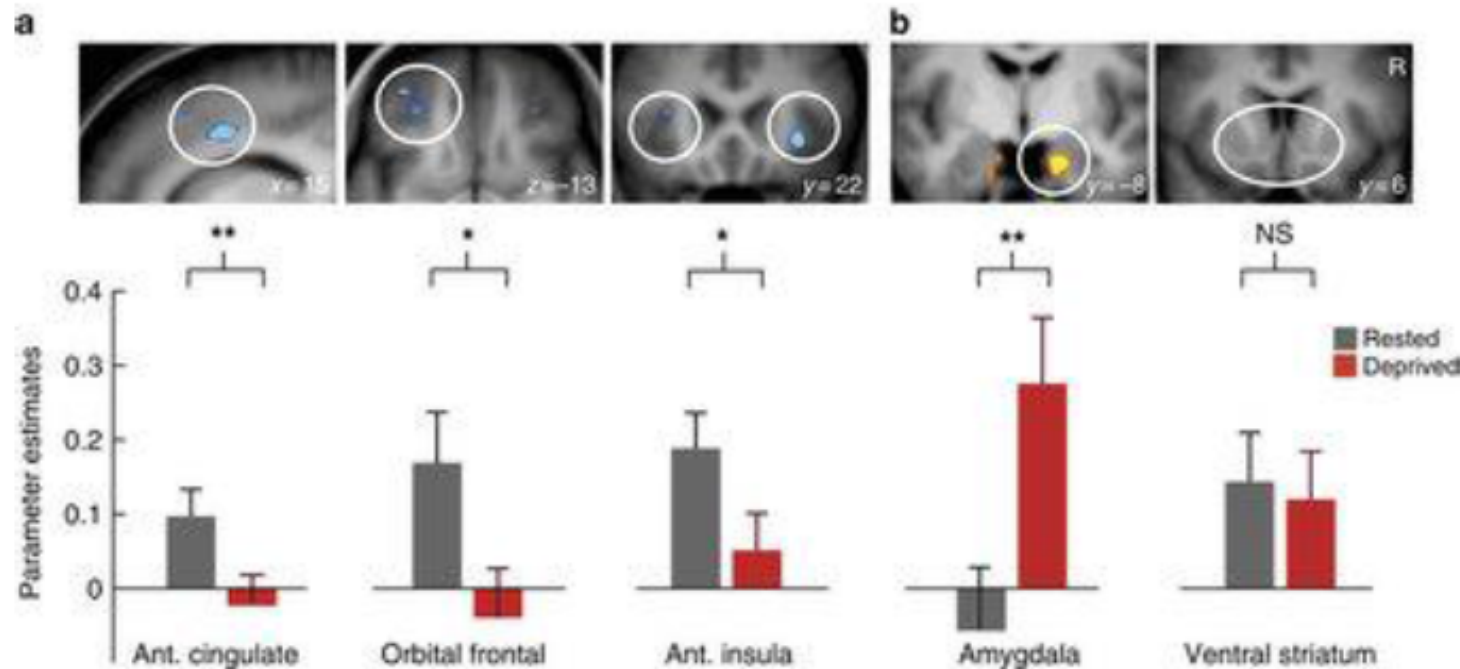 a
b
x = 15
z = –13
y = 22
y = –8
R
y = 6
**
*
*
**
NS
0.4
0.3
0.2
0.1
0
Parameter estimates
Rested
Deprived
Ant. cingulate
Orbital frontal
Ant. insula
Amygdala
Ventral striatum